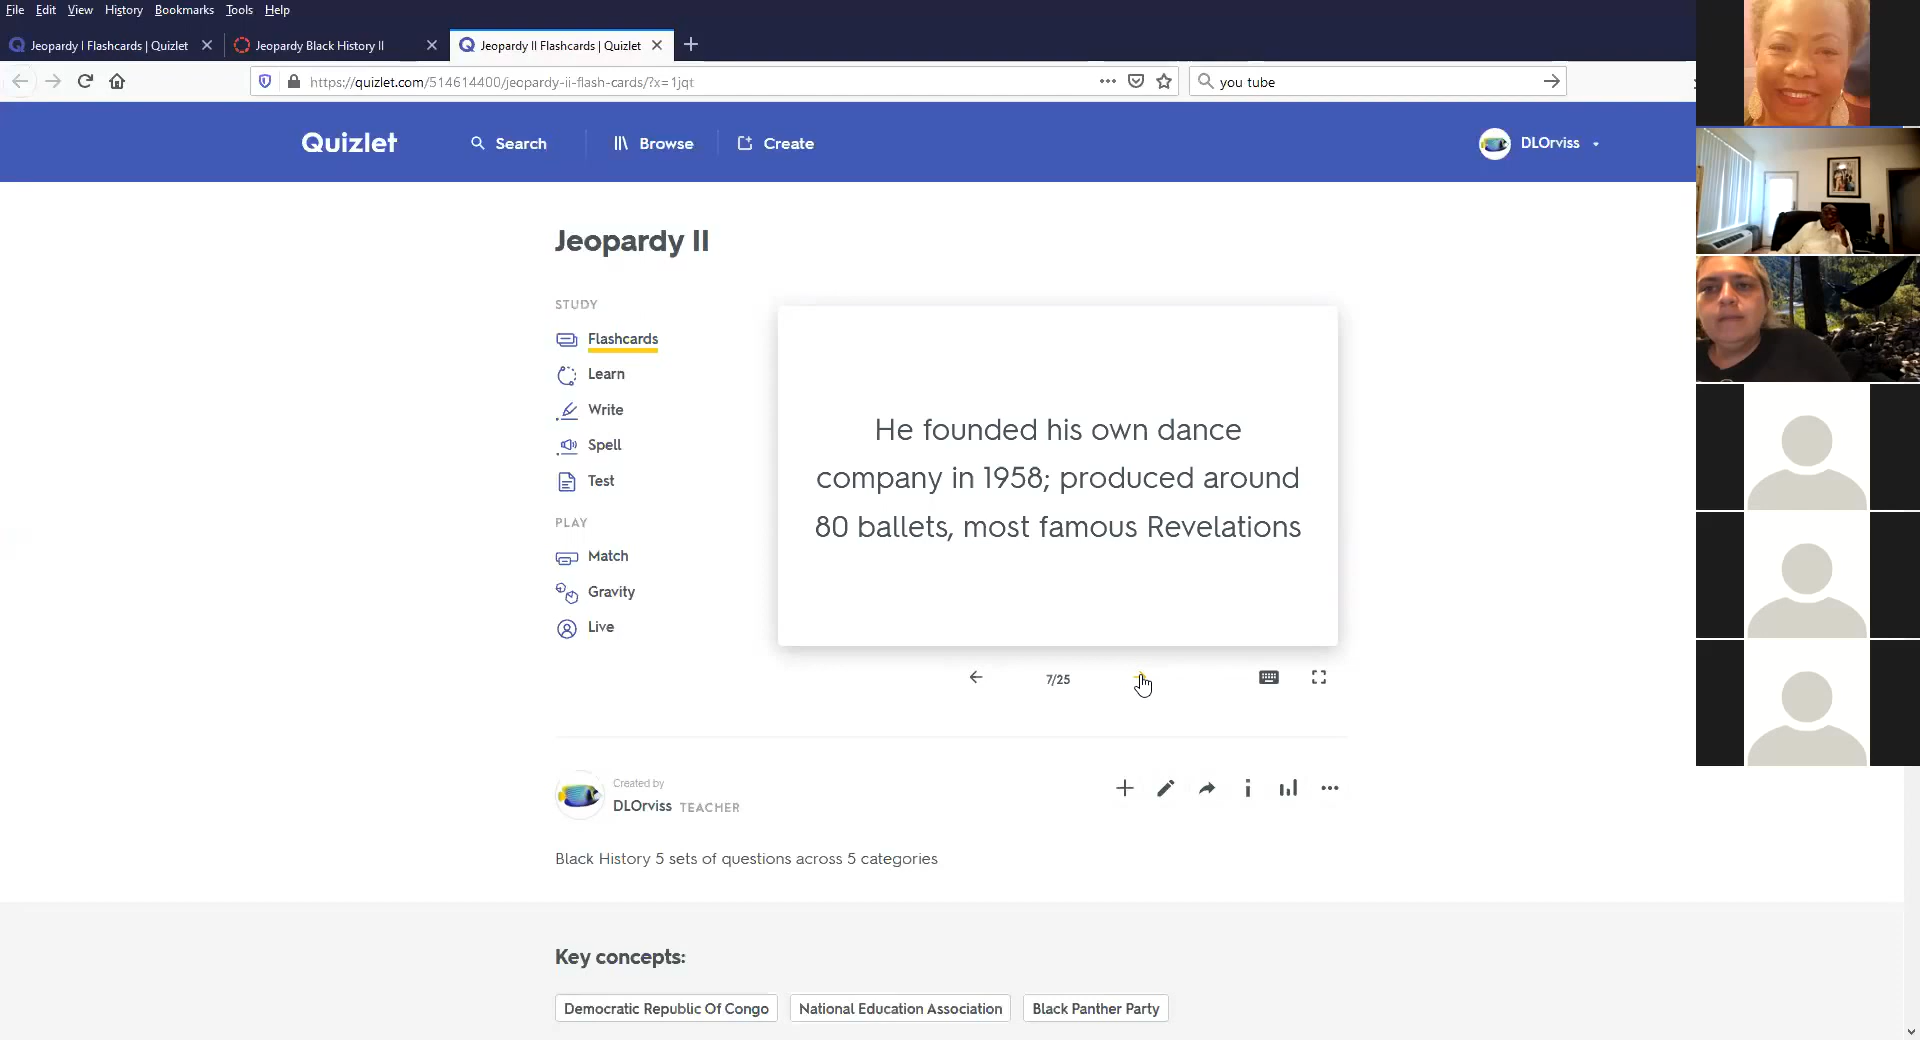 File Edit View History Bookmarks Tools Help
Jeopardy I Flashcards | Quizlet
Jeopardy Black History II
Jeopardy II Flashcards | Quizlet
https://quizlet.com/514614400/jeopardy-ii-flash-cards/?x=1jqt
you tube
Quizlet
Search
Browse
Create
DLOrviss
Jeopardy II
STUDY
Flashcards
Learn
Write
Spell
Test
PLAY
Match
Gravity
Live
He founded his own dance
company in 1958; produced around
80 ballets, most famous Revelations
7/25
Created by
DLOrviss TEACHER
Black History 5 sets of questions across 5 categories
Key concepts:
Democratic Republic Of Congo
National Education Association
Black Panther Party